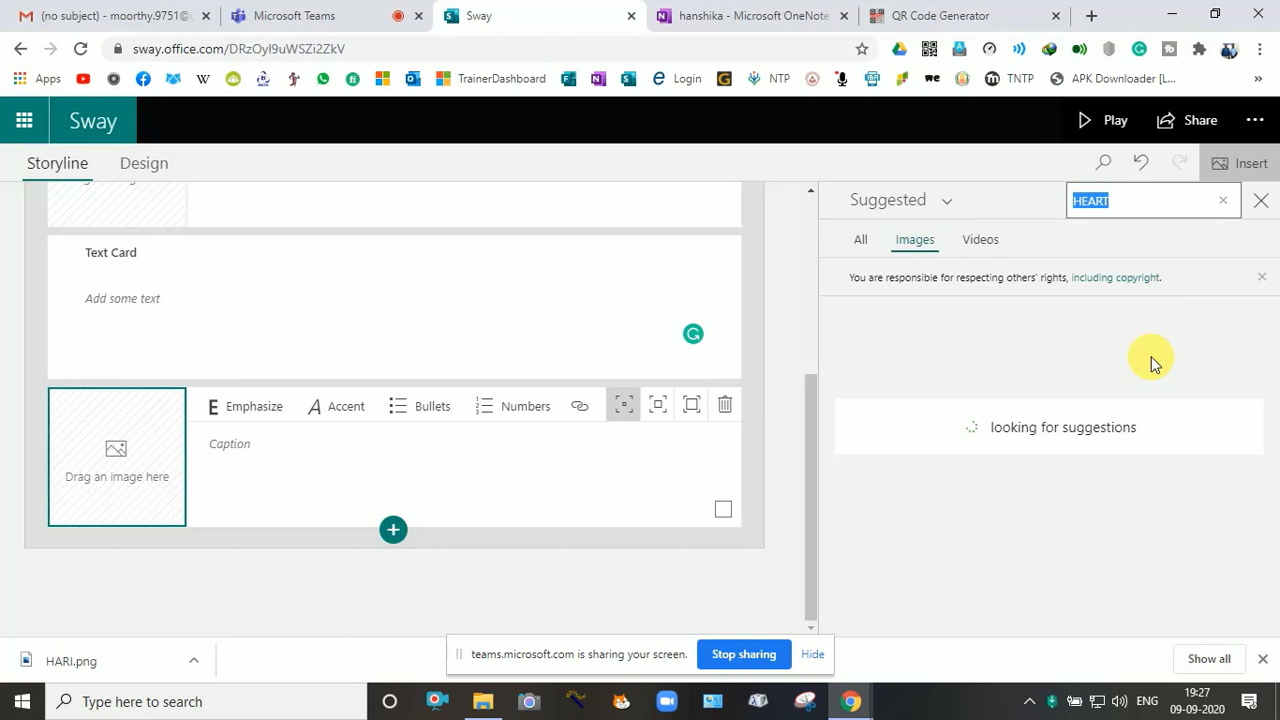 (no subject) - moorthy.9751@ag
Microsoft Teams
Sway
hanshika - Microsoft OneNote
QR Code Generator
sway.office.com/DRzOyI9uWSZi2ZkV
Apps
TrainerDashboard
Login
NTP
TNTP
APK Downloader [L...
Sway
Play
Share
Storyline
Design
Insert
Suggested
HEART
All
Images
Videos
You are responsible for respecting others' rights, including copyright.
Text Card
Add some text
Emphasize
Accent
Bullets
Numbers
Caption
Drag an image here
looking for suggestions
HARI.png
teams.microsoft.com is sharing your screen.
Stop sharing
Hide
Show all
Type here to search
ENG
19:27
09-09-2020